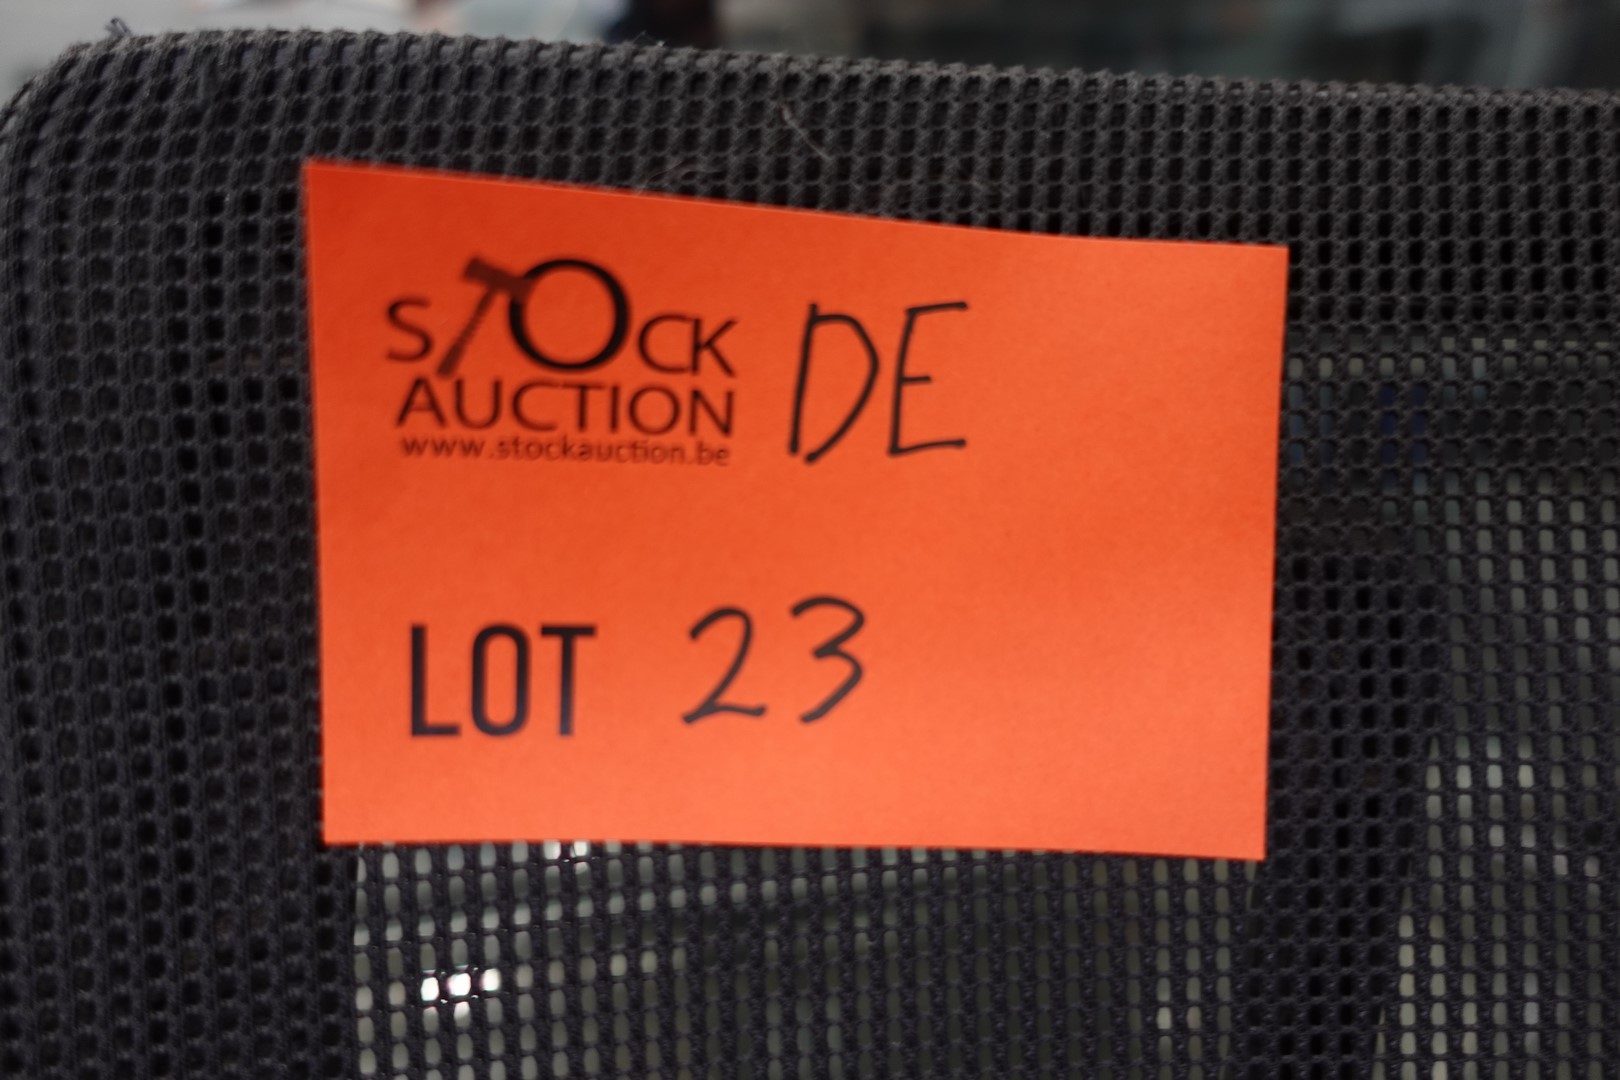 STOCK
AUCTION DE
www.stockauction.be
LOT 23